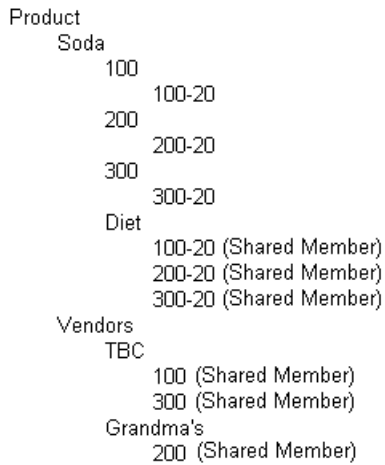 Product
Soda
100
100-20
200
200-20
300
300-20
Diet
100-20 (Shared Member)
200-20 (Shared Member)
300-20 (Shared Member)
Vendors
TBC
100 (Shared Member)
300 (Shared Member)
Grandma's
200 (Shared Member)